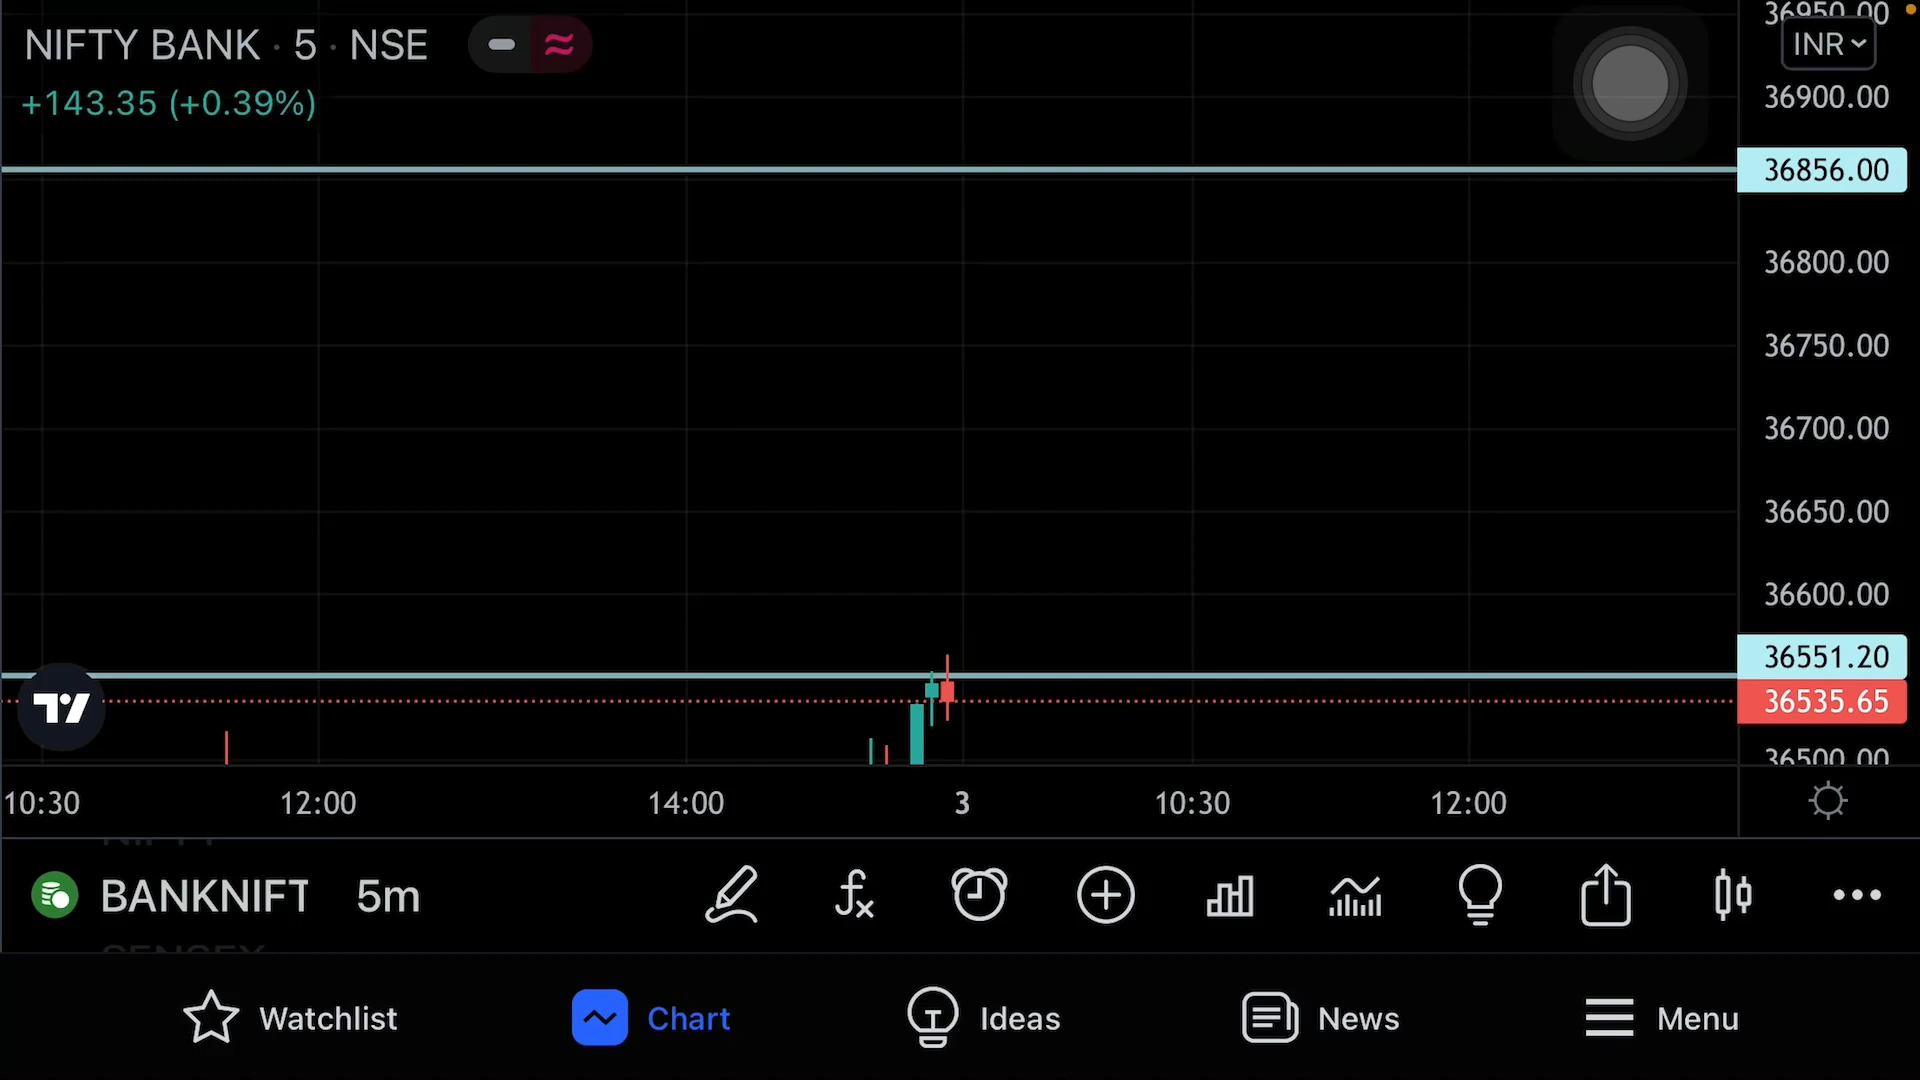 NIFTY BANK · 5 · NSE
+143.35 (+0.39%)
36950.00
INR
36900.00
36856.00
36800.00
36750.00
36700.00
36650.00
36600.00
36551.20
36535.65
36500.00
10:30 12:00 14:00 3 10:30 12:00
NIFTY
BANKNIFT 5m
SENSEX
Watchlist Chart Ideas News Menu